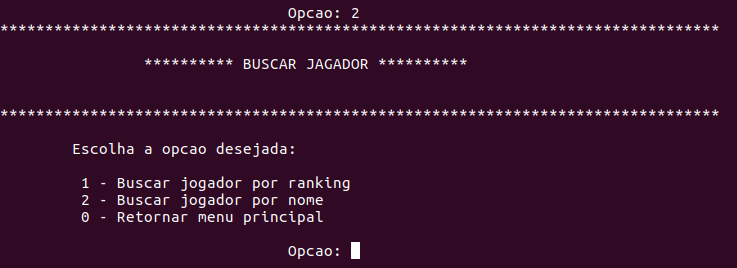 Opcao: 2
********************************************************************************
********** BUSCAR JAGADOR **********
********************************************************************************
Escolha a opcao desejada:
1 - Buscar jogador por ranking
2 - Buscar jogador por nome
0 - Retornar menu principal
Opcao: